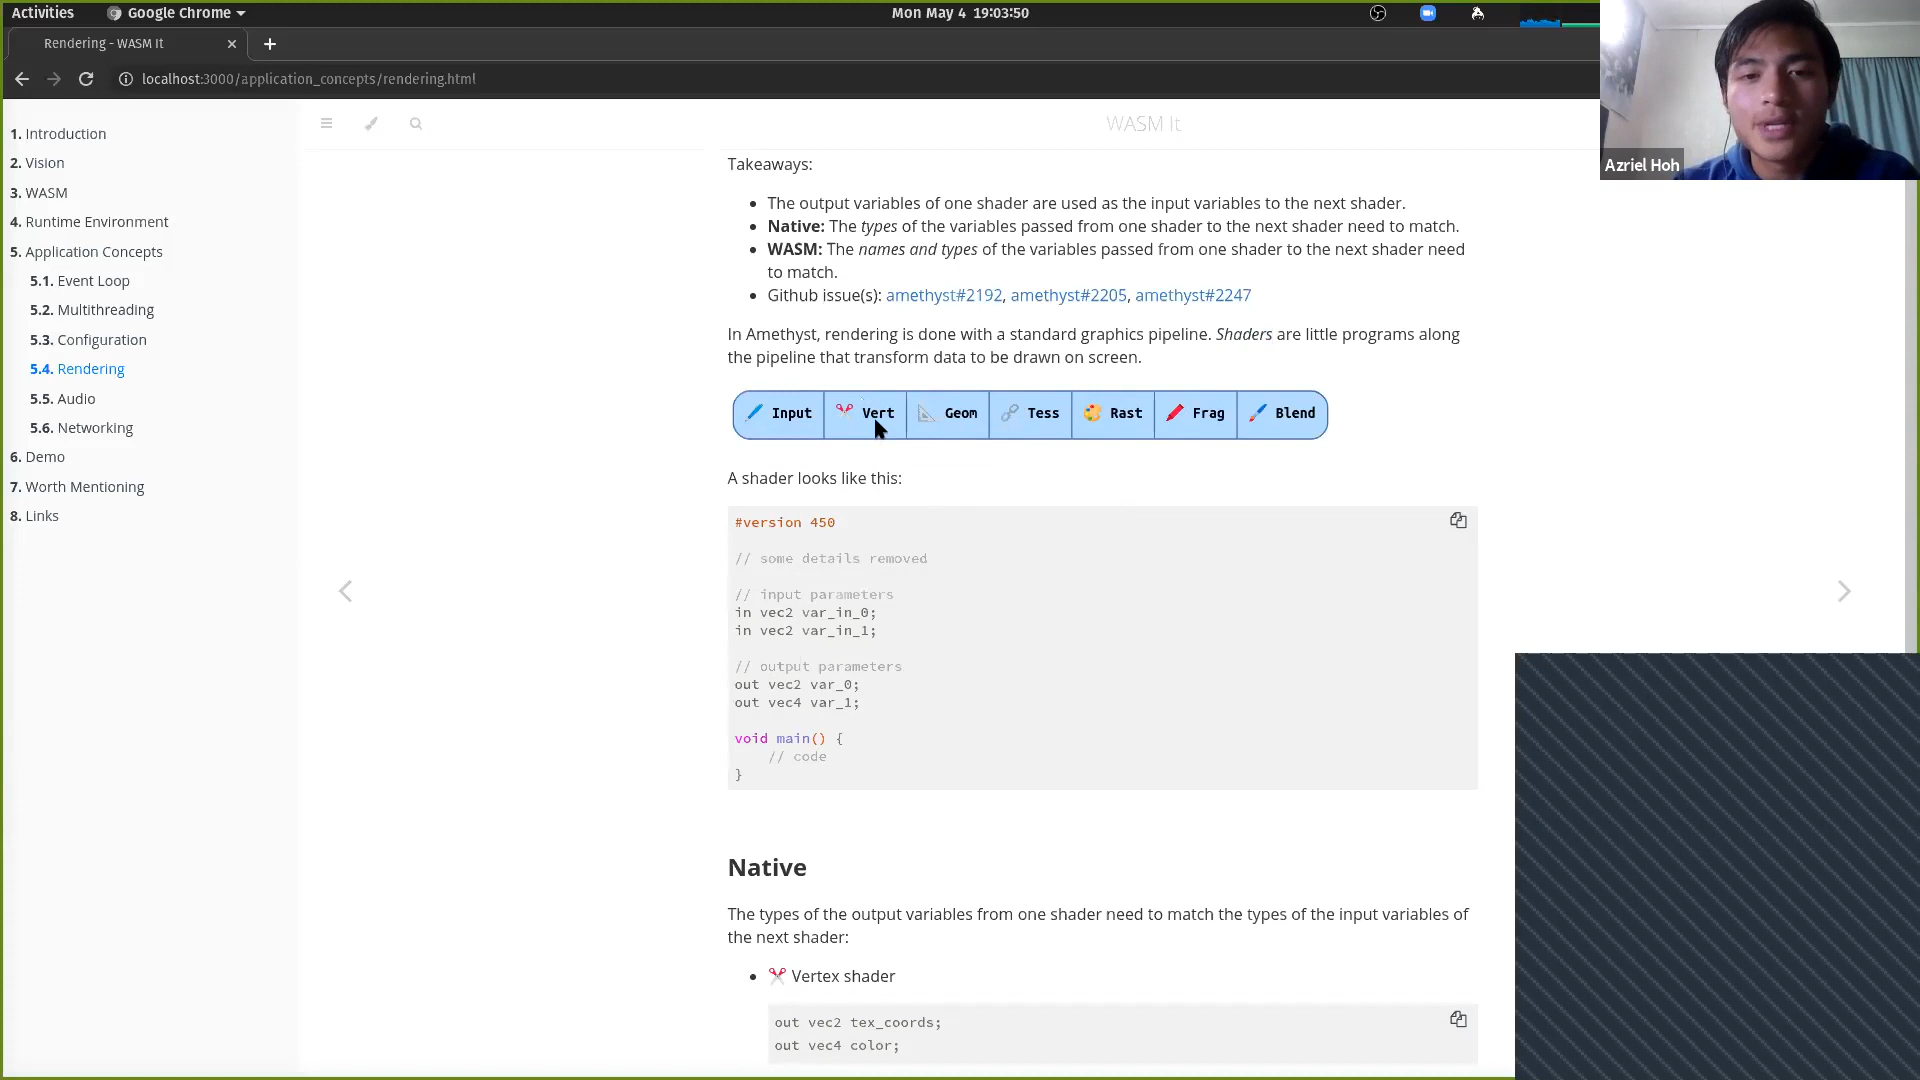 Activities
Google Chrome
Mon May 4 19:03:50
Rendering - WASM It
localhost:3000/application_concepts/rendering.html
Azriel Hoh
1. Introduction
2. Vision
3. WASM
4. Runtime Environment
5. Application Concepts
5.1. Event Loop
5.2. Multithreading
5.3. Configuration
5.4. Rendering
5.5. Audio
5.6. Networking
6. Demo
7. Worth Mentioning
8. Links
WASM It
Takeaways:
• The output variables of one shader are used as the input variables to the next shader.
• Native: The types of the variables passed from one shader to the next shader need to match.
• WASM: The names and types of the variables passed from one shader to the next shader need
to match.
• Github issue(s): amethyst#2192, amethyst#2205, amethyst#2247
In Amethyst, rendering is done with a standard graphics pipeline. Shaders are little programs along
the pipeline that transform data to be drawn on screen.
Input Vert Geom Tess Rast Frag Blend
A shader looks like this:
#version 450
// some details removed
// input parameters
in vec2 var_in_0;
in vec2 var_in_1;
// output parameters
out vec2 var_0;
out vec4 var_1;
void main() {
// code
}
Native
The types of the output variables from one shader need to match the types of the input variables of
the next shader:
• Vertex shader
out vec2 tex_coords;
out vec4 color;